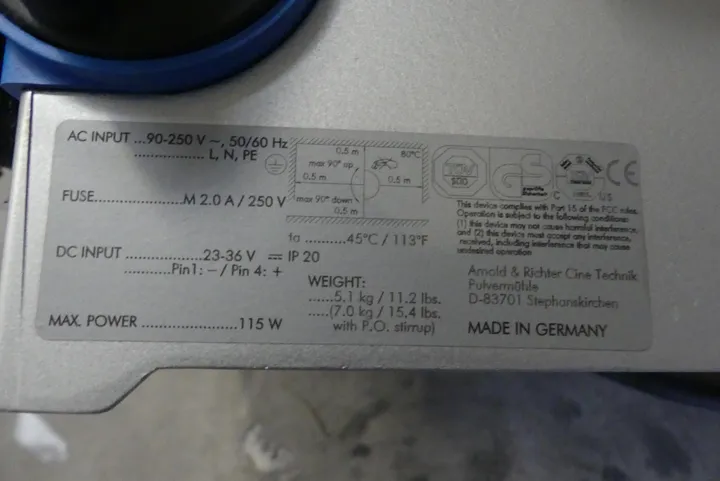 AC INPUT ...90-250 V ~, 50/60 Hz
.................. L, N, PE
FUSE......................M 2.0 A / 250 V
DC INPUT ...................23-36 V ⎓ IP 20
............Pin1: – / Pin 4: +
MAX. POWER .......................115 W
0.5 m
80°C
max 90° up
0.5 m
0.5 m
max 90° down
0.5 m
ta ..........45°C / 113°F
WEIGHT:
......5.1 kg / 11.2 lbs.
.....(7.0 kg / 15.4 lbs.
with P.O. stirrup)
GS
geprüfte
Sicherheit
C
CE
This device complies with Part 15 of the FCC rules.
Operation is subject to the following conditions:
(1) this device may not cause harmful interference,
and (2) this device must accept any interference,
received, including interference that may cause
undesired operation
Arnold & Richter Cine Technik
Pulvermühle
D-83701 Stephanskirchen
MADE IN GERMANY